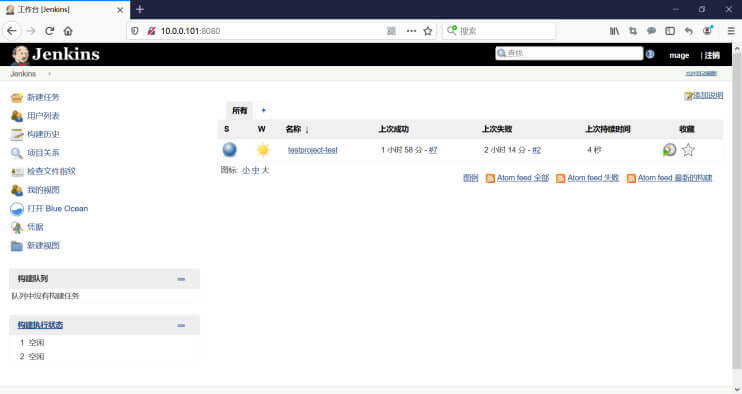 工作台 [Jenkins]
10.0.0.101:8080
搜索
Jenkins
查找
mage
| 注销
Jenkins
添加说明
新建任务
用户列表
构建历史
项目关系
检查文件指纹
我的视图
打开 Blue Ocean
凭据
新建视图
所有 +
S W 名称 ↓ 上次成功 上次失败 上次持续时间 收藏
testproject-test 1 小时 58 分 - #7 2 小时 14 分 - #2 4 秒
图标: 小 中 大
图例 Atom feed 全部 Atom feed 失败 Atom feed 最新的构建
构建队列
队列中没有构建任务
构建执行状态
1 空闲
2 空闲